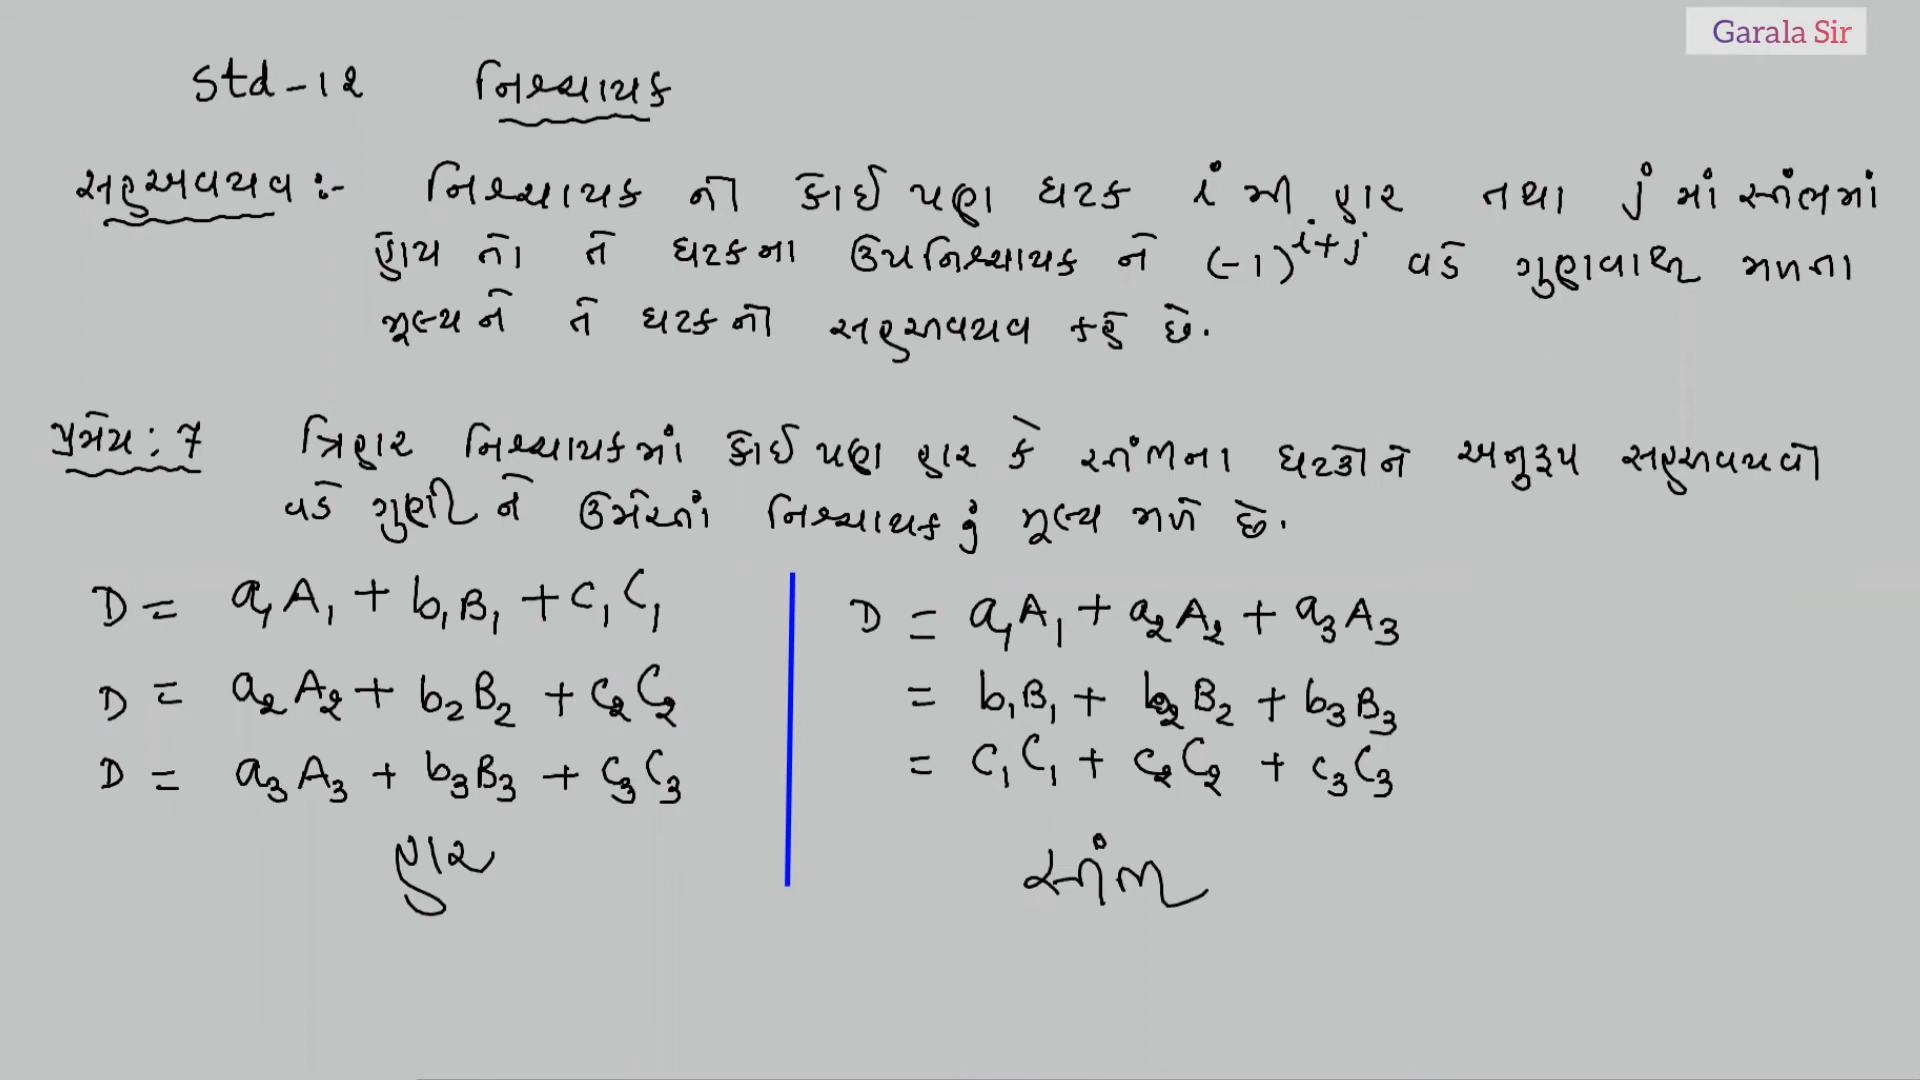 Garala Sir
Std-12 નિશ્ચાયક
સહઅવયવ :- નિશ્ચાયક નો કોઈ પણ ઘટક i મી હાર તથા j માં સ્તંભમાં
હોય તો તે ઘટકના ઉપનિશ્ચાયક ને (-1)^{i+j} વડે ગુણવાથી મળતા
મૂલ્ય ને તે ઘટક નો સહઅવયવ કહે છે.
પ્રમેય : 7 ત્રિહાર નિશ્ચાયકમાં કોઈ પણ હાર કે સ્તંભના ઘટકોને અનુરૂપ સહઅવયવો
વડે ગુણી ને ઉમેરતાં નિશ્ચાયક નું મૂલ્ય મળે છે.
D = a₁A₁ + b₁B₁ + c₁C₁
D = a₂A₂ + b₂B₂ + c₂C₂
D = a₃A₃ + b₃B₃ + c₃C₃
હાર
D = a₁A₁ + a₂A₂ + a₃A₃
= b₁B₁ + b₂B₂ + b₃B₃
= c₁C₁ + c₂C₂ + c₃C₃
સ્તંભ